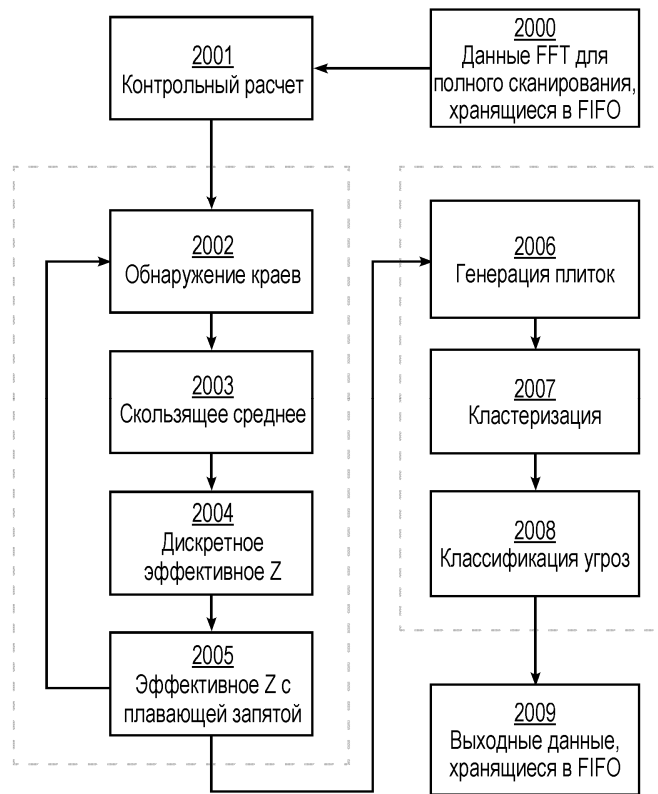 2001
Контрольный расчет
2000
Данные FFT для
полного сканирования,
хранящиеся в FIFO
2002
Обнаружение краев
2003
Скользящее среднее
2004
Дискретное
эффективное Z
2005
Эффективное Z с
плавающей запятой
2006
Генерация плиток
2007
Кластеризация
2008
Классификация угроз
2009
Выходные данные,
хранящиеся в FIFO